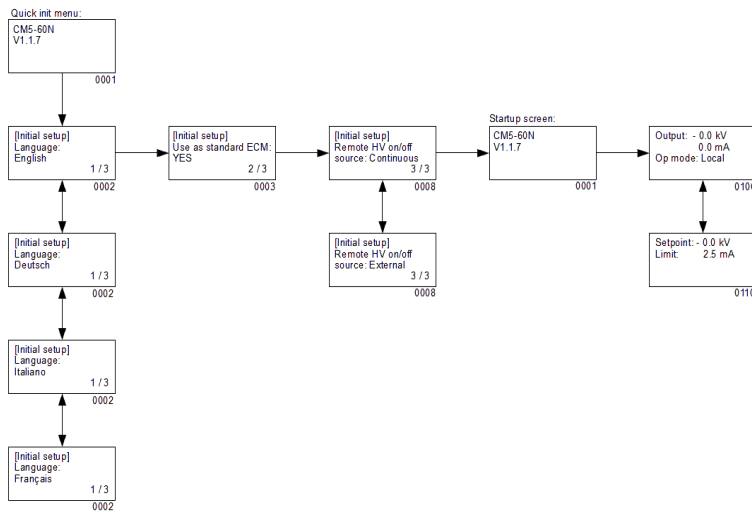 Quick init menu:
CM5-60N
V1.1.7
0001
[Initial setup]
Language:
English
1 / 3
0002
[Initial setup]
Use as standard ECM:
YES
2 / 3
0003
[Initial setup]
Remote HV on/off
source: Continuous
3 / 3
0008
Startup screen:
CM5-60N
V1.1.7
0001
Output: - 0.0 kV
0.0 mA
Op mode: Local
0100
[Initial setup]
Language:
Deutsch
1 / 3
0002
[Initial setup]
Remote HV on/off
source: External
3 / 3
0008
Setpoint: - 0.0 kV
Limit: 2.5 mA
0110
[Initial setup]
Language:
Italiano
1 / 3
0002
[Initial setup]
Language:
Français
1 / 3
0002